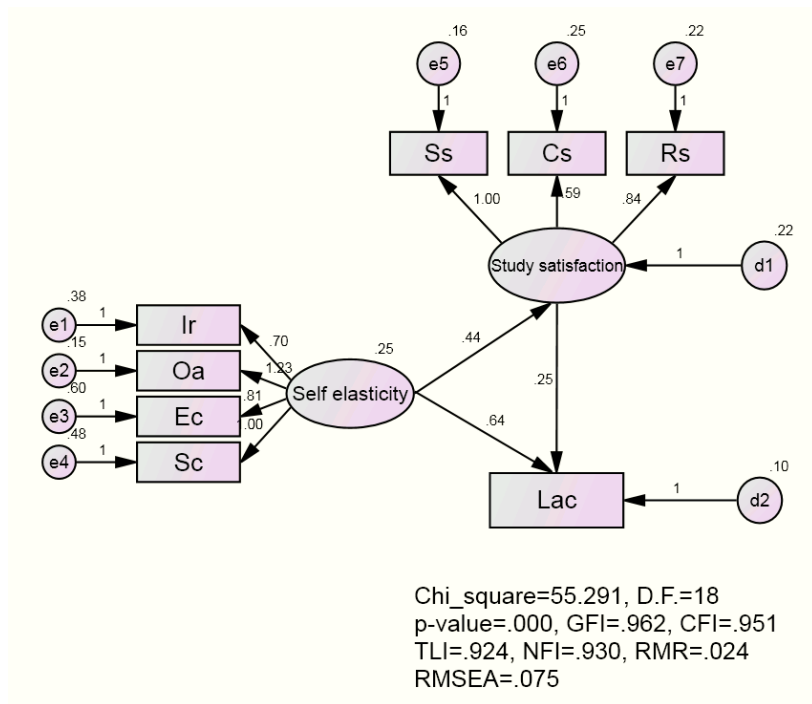 .16
.25
.22
e5
e6
e7
1
1
1
Ss
Cs
Rs
1.00
.59
.84
.22
Study satisfaction
1
d1
.38
e1
1
Ir
.70
.15
e2
1
Oa
1.23
.25
.44
.60
e3
1
Ec
.81
Self elasticity
.25
.48
e4
1
Sc
1.00
.64
.10
Lac
1
d2
Chi_square=55.291, D.F.=18
p-value=.000, GFI=.962, CFI=.951
TLI=.924, NFI=.930, RMR=.024
RMSEA=.075